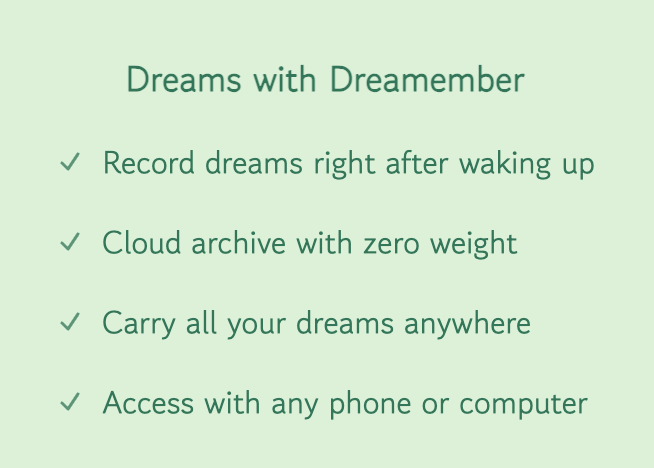 Dreams with Dreamember
Record dreams right after waking up
Cloud archive with zero weight
Carry all your dreams anywhere
Access with any phone or computer